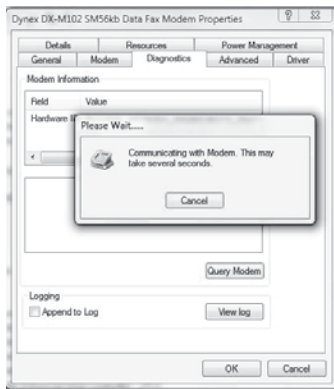 Dynex DX-M102 SM56kb Data Fax Modem Properties
Details Resources Power Management
General Modem Diagnostics Advanced Driver
Modem Information
Field Value
Hardware
Please Wait.....
Communicating with Modem. This may
take several seconds.
Cancel
Query Modem
Logging
Append to Log
View log
OK Cancel